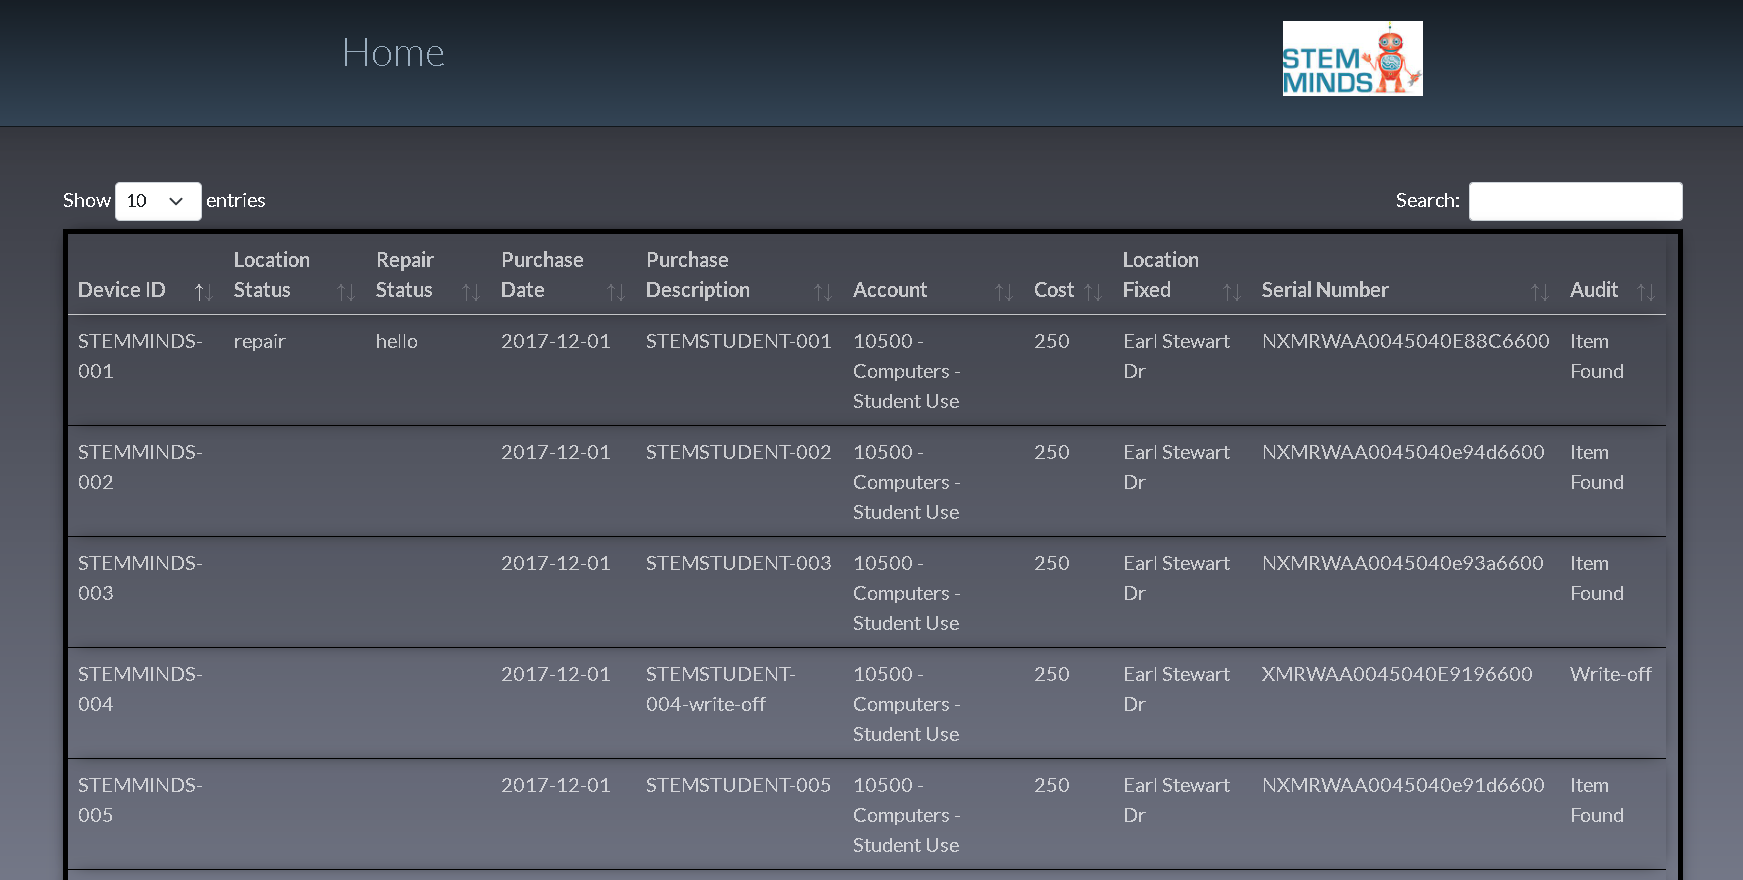 Home
STEM
MINDS
Show 10 entries
Search:
Device ID Location Status Repair Status Purchase Date Purchase Description Account Cost Location Fixed Serial Number Audit
STEMMINDS-001 repair hello 2017-12-01 STEMSTUDENT-001 10500 - Computers - Student Use 250 Earl Stewart Dr NXMRWAA0045040E88C6600 Item Found
STEMMINDS-002 2017-12-01 STEMSTUDENT-002 10500 - Computers - Student Use 250 Earl Stewart Dr NXMRWAA0045040e94d6600 Item Found
STEMMINDS-003 2017-12-01 STEMSTUDENT-003 10500 - Computers - Student Use 250 Earl Stewart Dr NXMRWAA0045040e93a6600 Item Found
STEMMINDS-004 2017-12-01 STEMSTUDENT-004-write-off 10500 - Computers - Student Use 250 Earl Stewart Dr XMRWAA0045040E9196600 Write-off
STEMMINDS-005 2017-12-01 STEMSTUDENT-005 10500 - Computers - Student Use 250 Earl Stewart Dr NXMRWAA0045040e91d6600 Item Found